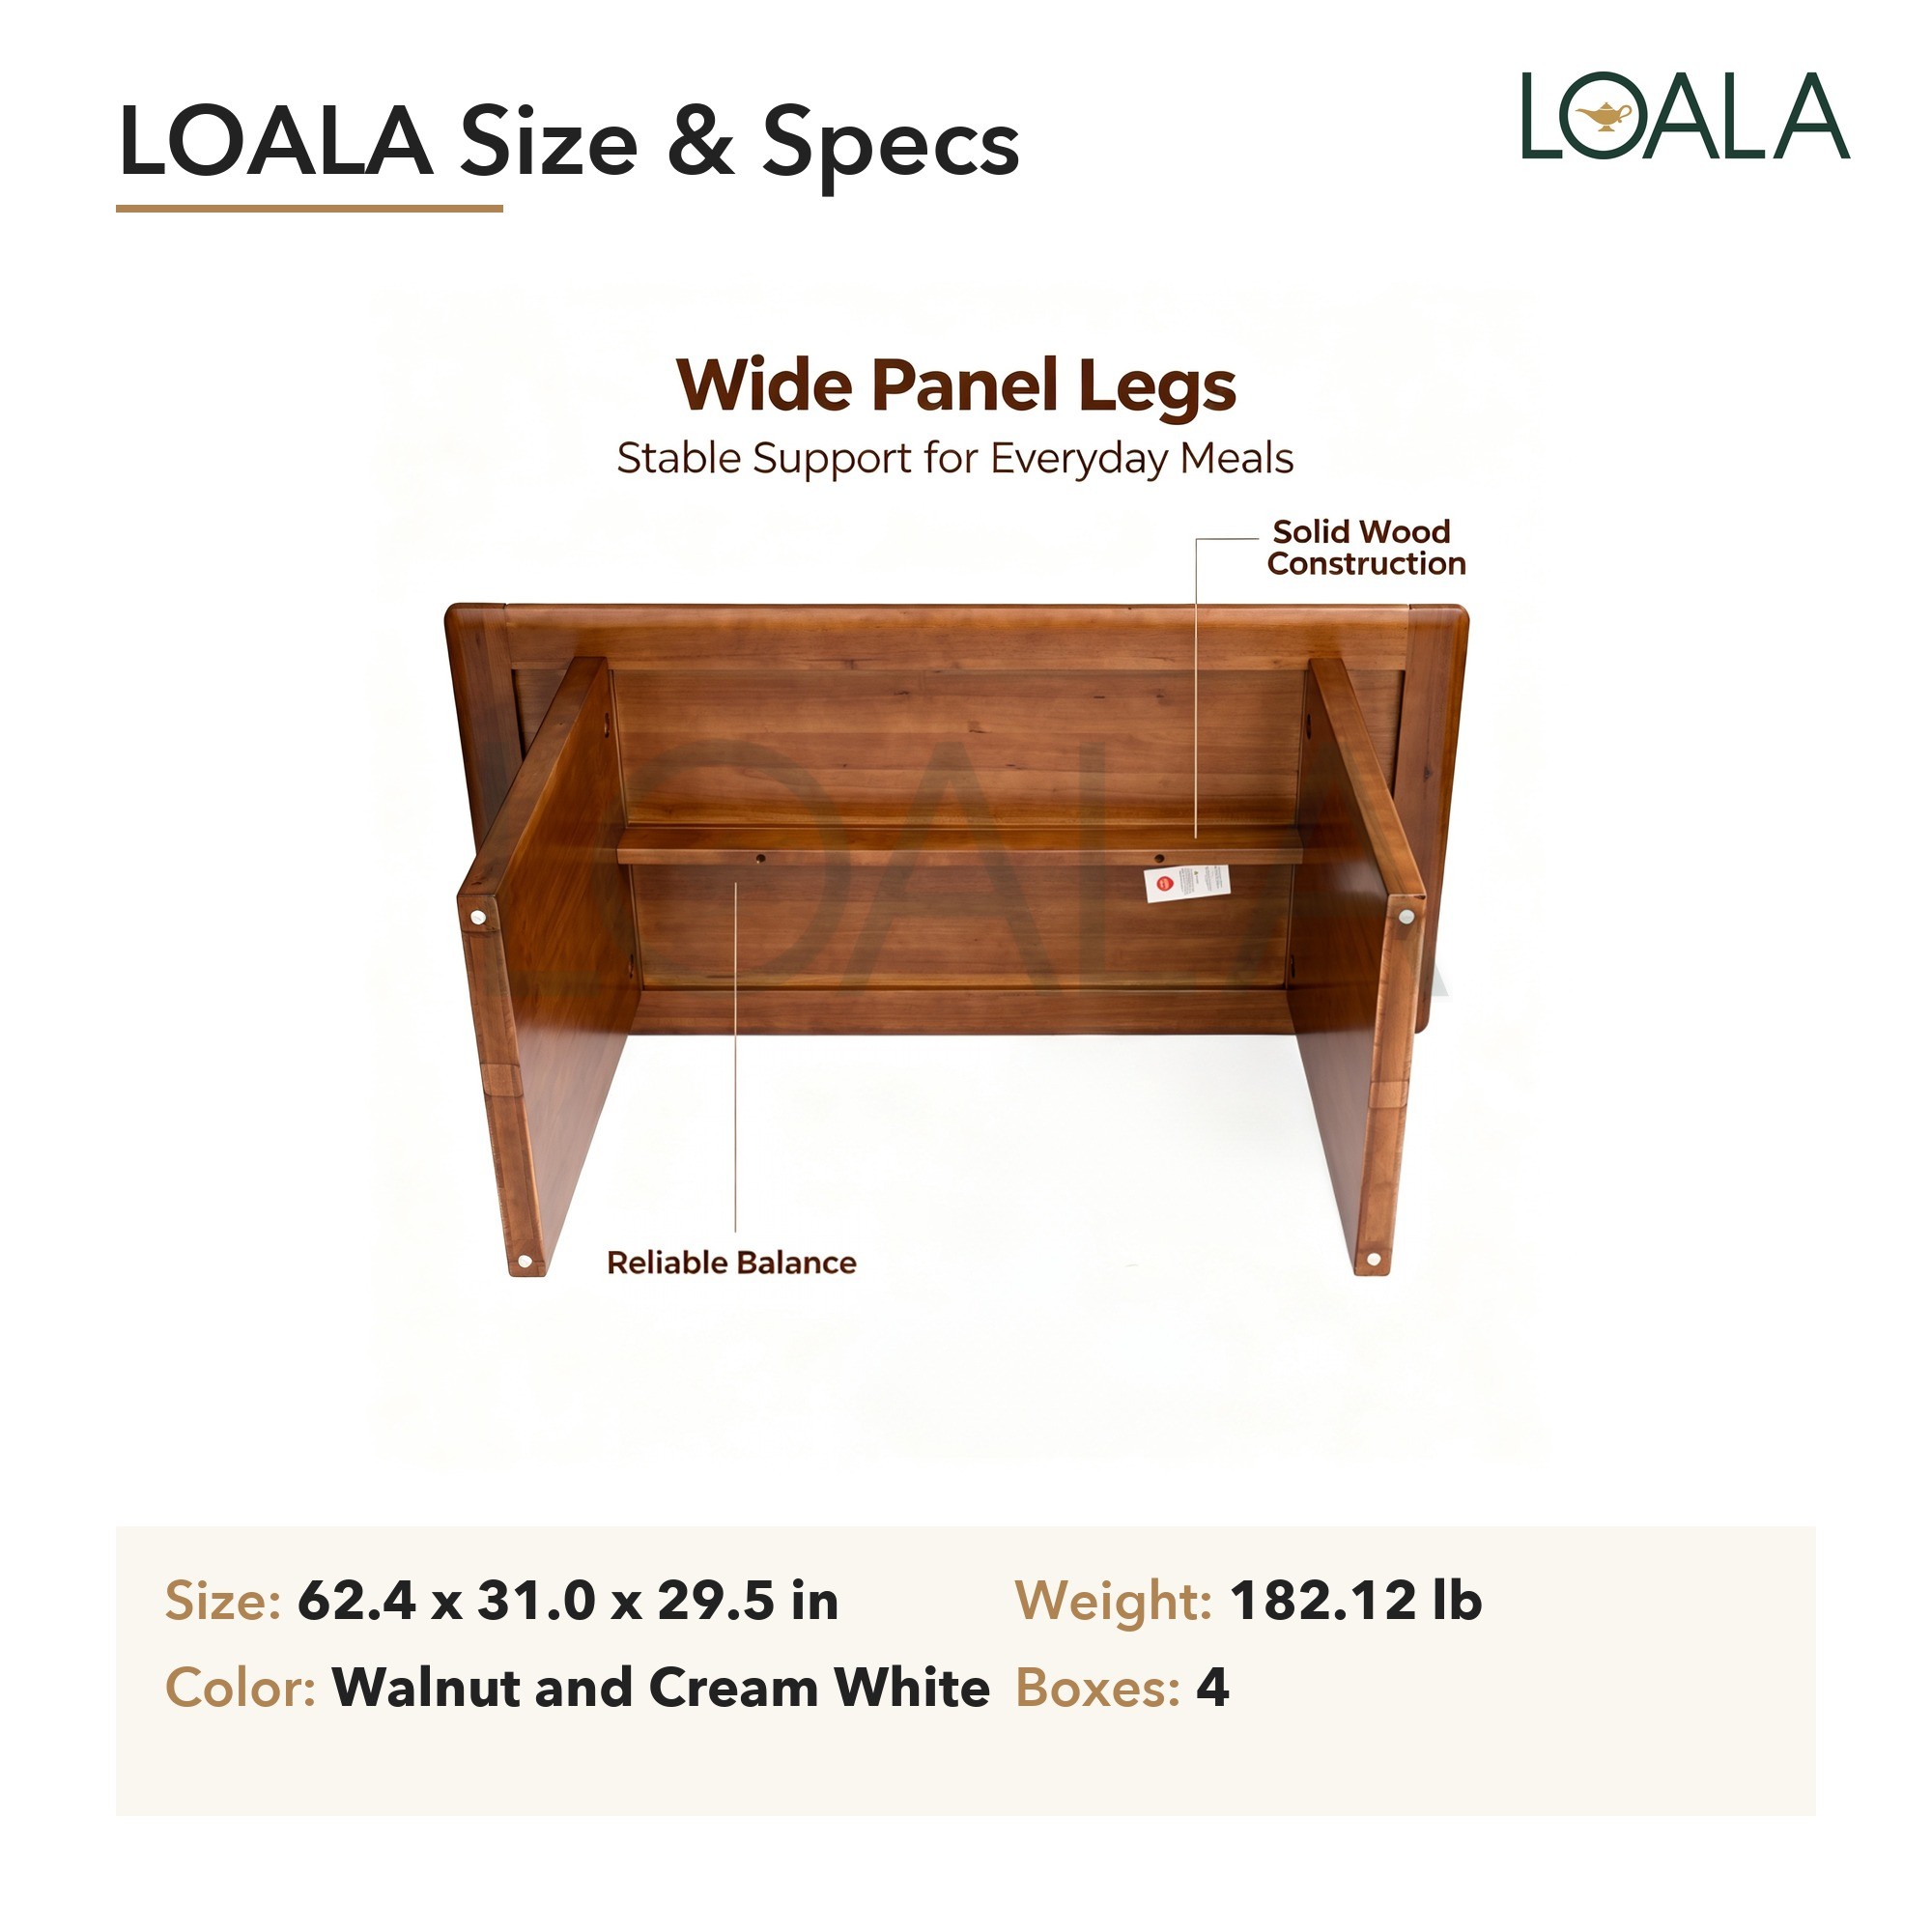 LOALA Size & Specs
LOALA
Wide Panel Legs
Stable Support for Everyday Meals
Solid Wood
Construction
LOALA
Reliable Balance
Size: 62.4 x 31.0 x 29.5 in
Weight: 182.12 lb
Color: Walnut and Cream White
Boxes: 4